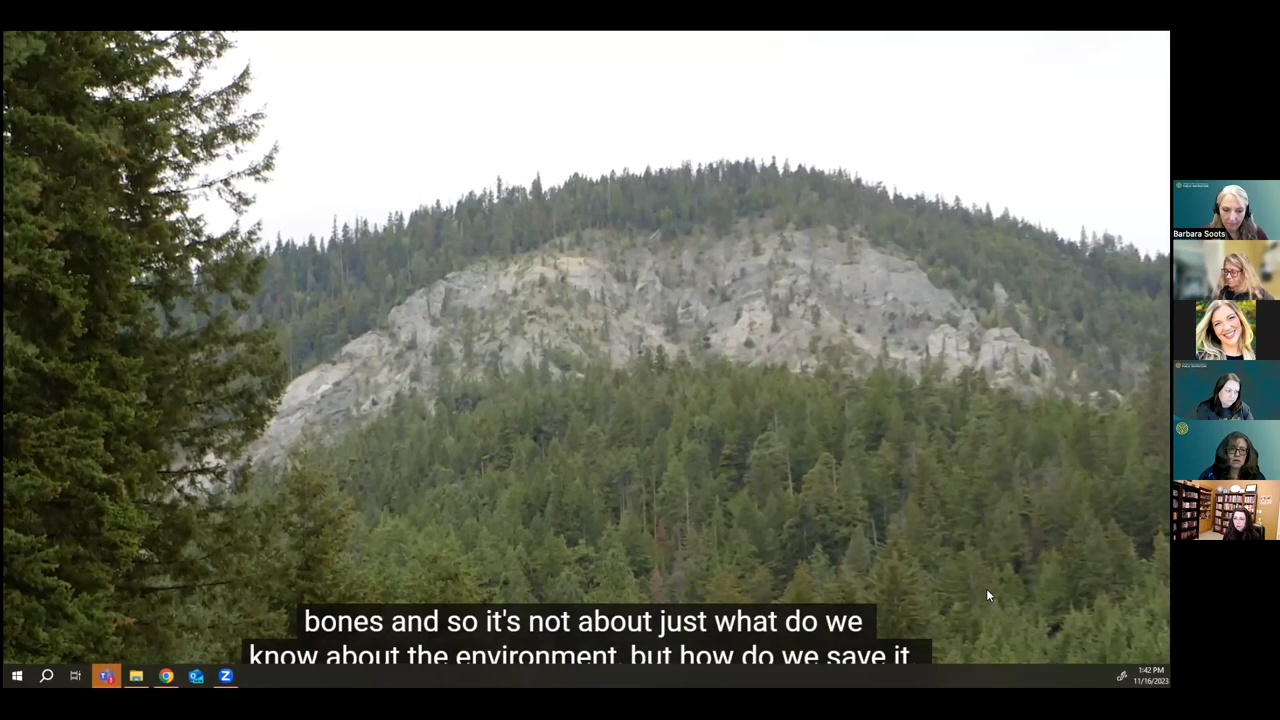 Barbara Soots
bones and so it's not about just what do we
know about the environment, but how do we save it
1:42 PM
11/16/2023